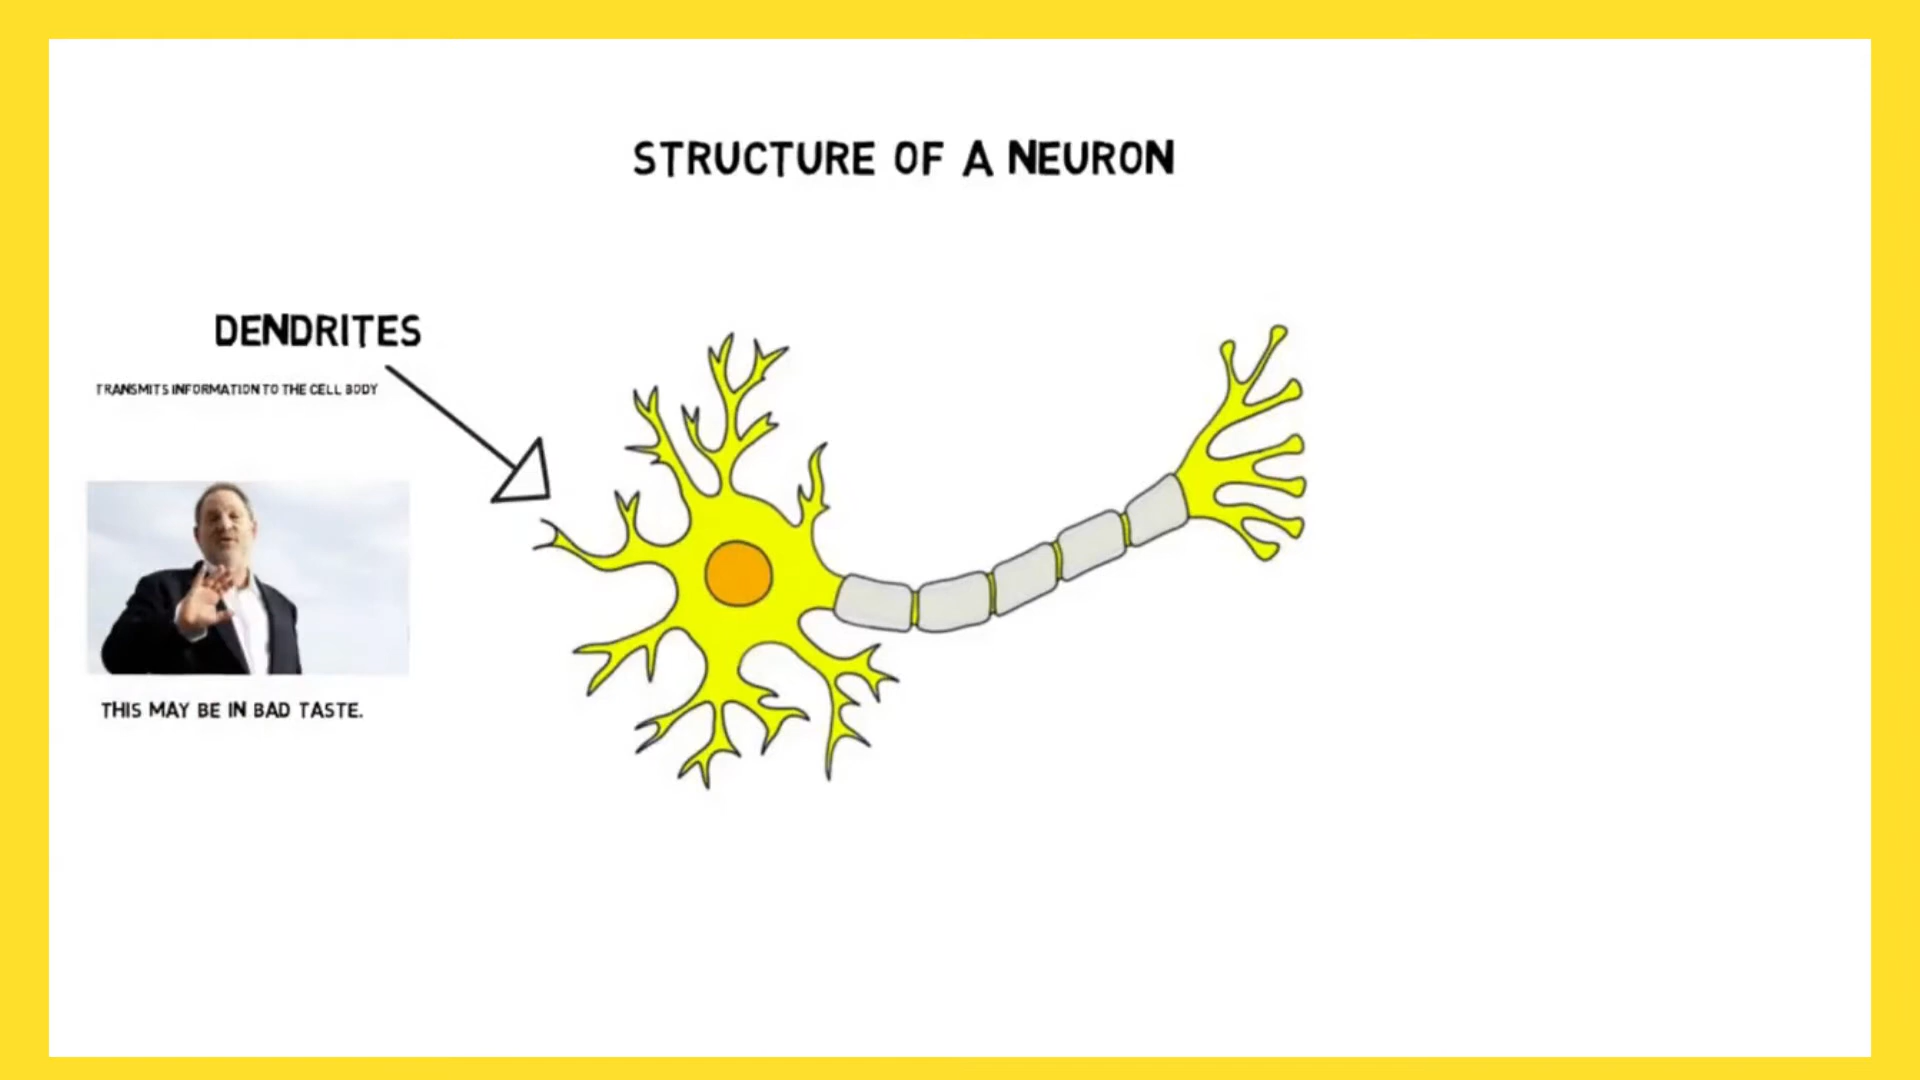 STRUCTURE OF A NEURON
DENDRITES
TRANSMITS INFORMATION TO THE CELL BODY
THIS MAY BE IN BAD TASTE.